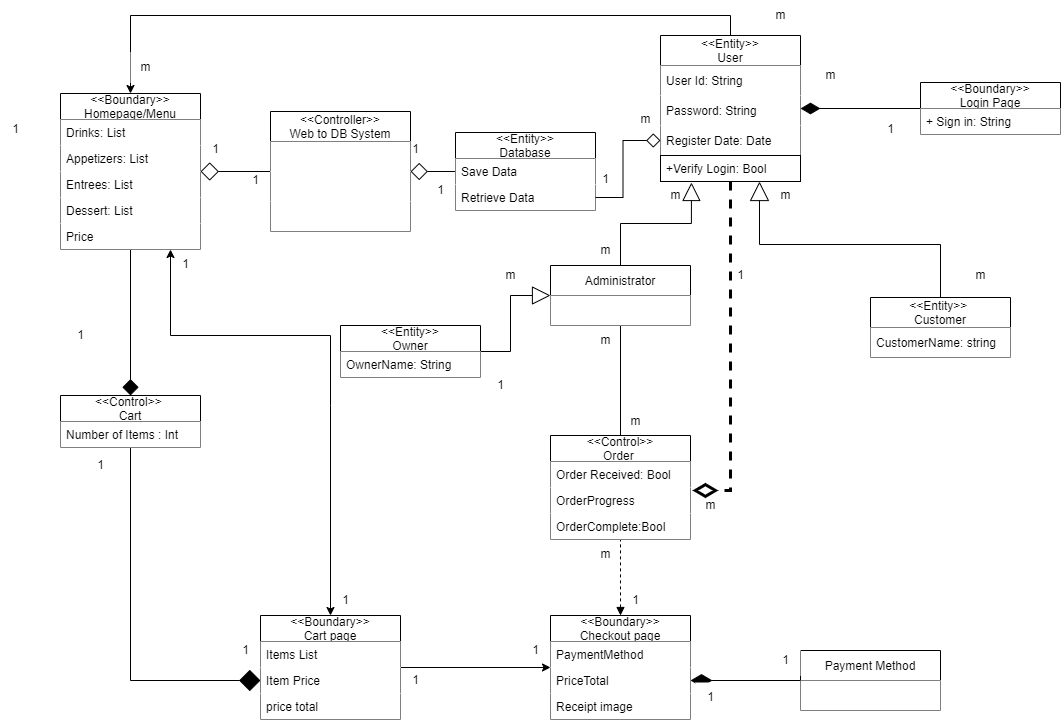 m
<<Entity>>
User
User Id: String
Password: String
Register Date: Date
+Verify Login: Bool
m
m
<<Boundary>>
Login Page
+ Sign in: String
1
m
1
<<Boundary>>
Homepage/Menu
Drinks: List
Appetizers: List
Entrees: List
Dessert: List
Price
1
1
<<Controller>>
Web to DB System
1
1
<<Entity>>
Database
Save Data
Retrieve Data
1
m
m
m
1
m
Administrator
m
m
<<Entity>>
Customer
CustomerName: string
m
<<Entity>>
Owner
OwnerName: String
1
1
1
<<Control>>
Cart
Number of Items : Int
1
m
<<Control>>
Order
Order Received: Bool
OrderProgress
OrderComplete:Bool
m
m
1
1
<<Boundary>>
Cart page
Items List
Item Price
price total
1
1
1
<<Boundary>>
Checkout page
PaymentMethod
PriceTotal
Receipt image
1
1
Payment Method